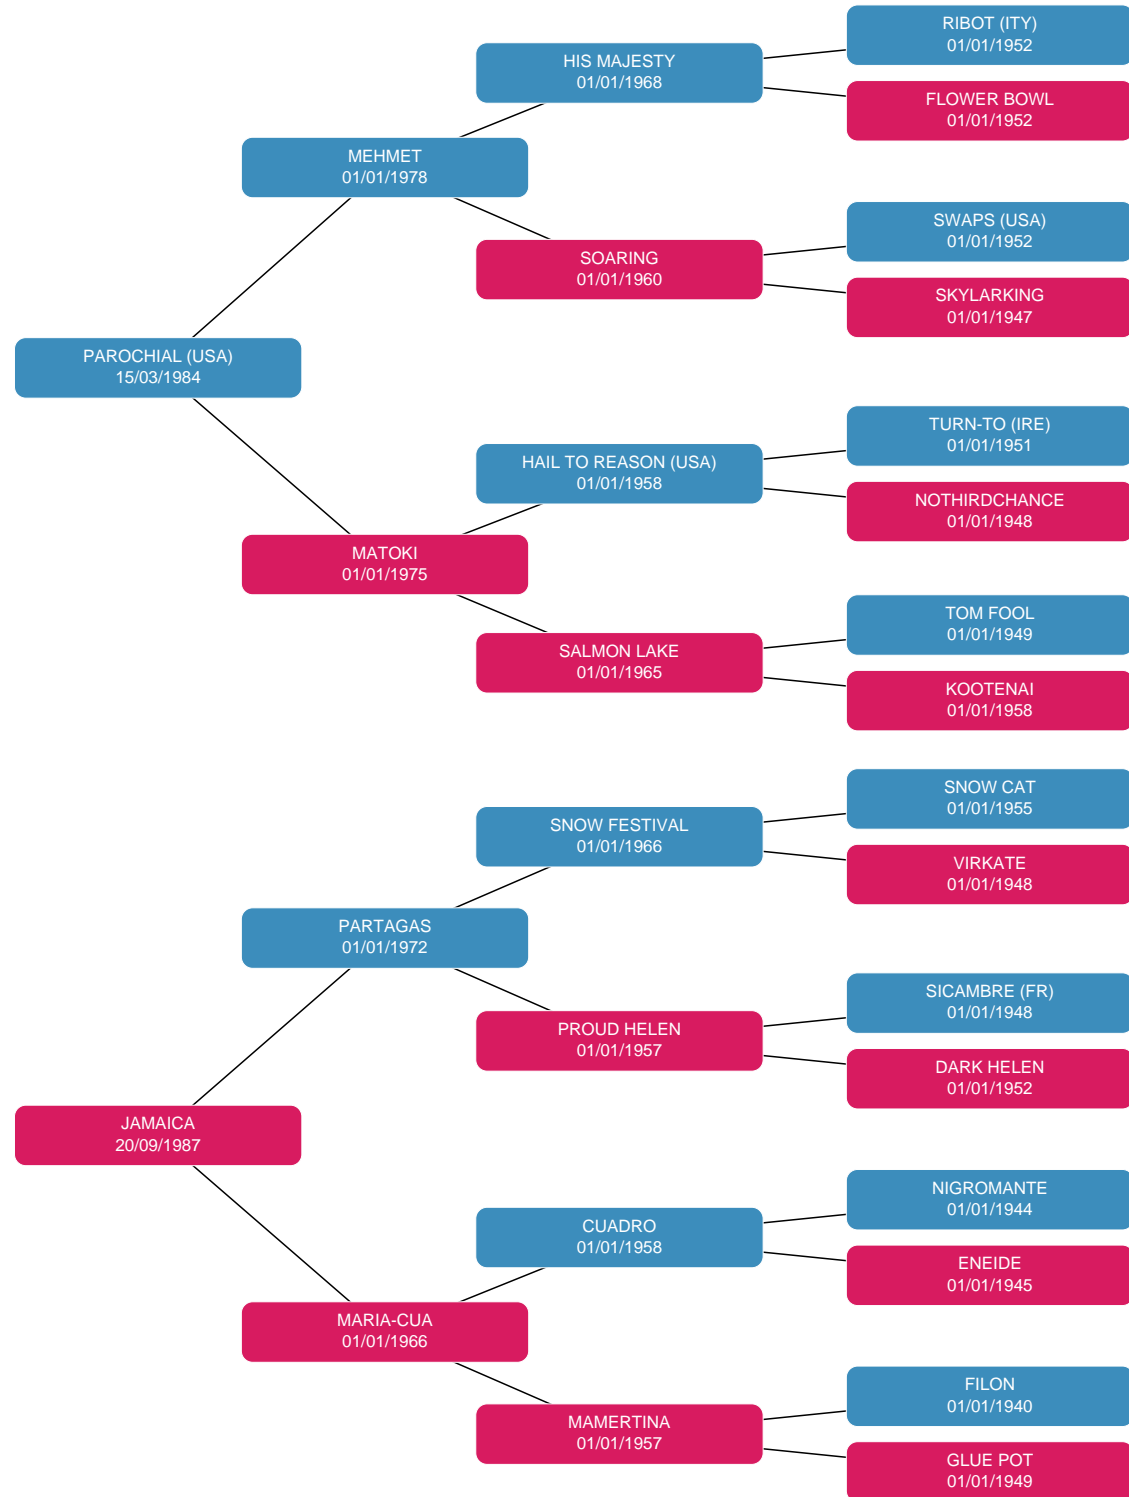 RIBOT (ITY)
01/01/1952
HIS MAJESTY
01/01/1968
FLOWER BOWL
01/01/1952
MEHMET
01/01/1978
SWAPS (USA)
01/01/1952
SOARING
01/01/1960
SKYLARKING
01/01/1947
PAROCHIAL (USA)
15/03/1984
TURN-TO (IRE)
01/01/1951
HAIL TO REASON (USA)
01/01/1958
NOTHIRDCHANCE
01/01/1948
MATOKI
01/01/1975
TOM FOOL
01/01/1949
SALMON LAKE
01/01/1965
KOOTENAI
01/01/1958
SNOW CAT
01/01/1955
SNOW FESTIVAL
01/01/1966
VIRKATE
01/01/1948
PARTAGAS
01/01/1972
SICAMBRE (FR)
01/01/1948
PROUD HELEN
01/01/1957
DARK HELEN
01/01/1952
JAMAICA
20/09/1987
NIGROMANTE
01/01/1944
CUADRO
01/01/1958
ENEIDE
01/01/1945
MARIA-CUA
01/01/1966
FILON
01/01/1940
MAMERTINA
01/01/1957
GLUE POT
01/01/1949